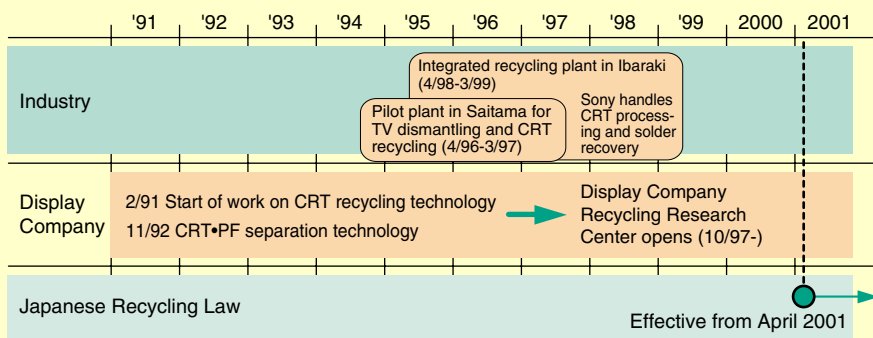 '91 '92 '93 '94 '95 '96 '97 '98 '99 2000 2001
Industry
Integrated recycling plant in Ibaraki
(4/98-3/99)
Pilot plant in Saitama for
TV dismantling and CRT
recycling (4/96-3/97)
Sony handles
CRT process-
ing and solder
recovery
Display
Company
2/91 Start of work on CRT recycling technology
11/92 CRT•PF separation technology
Display Company
Recycling Research
Center opens (10/97-)
Japanese Recycling Law
Effective from April 2001